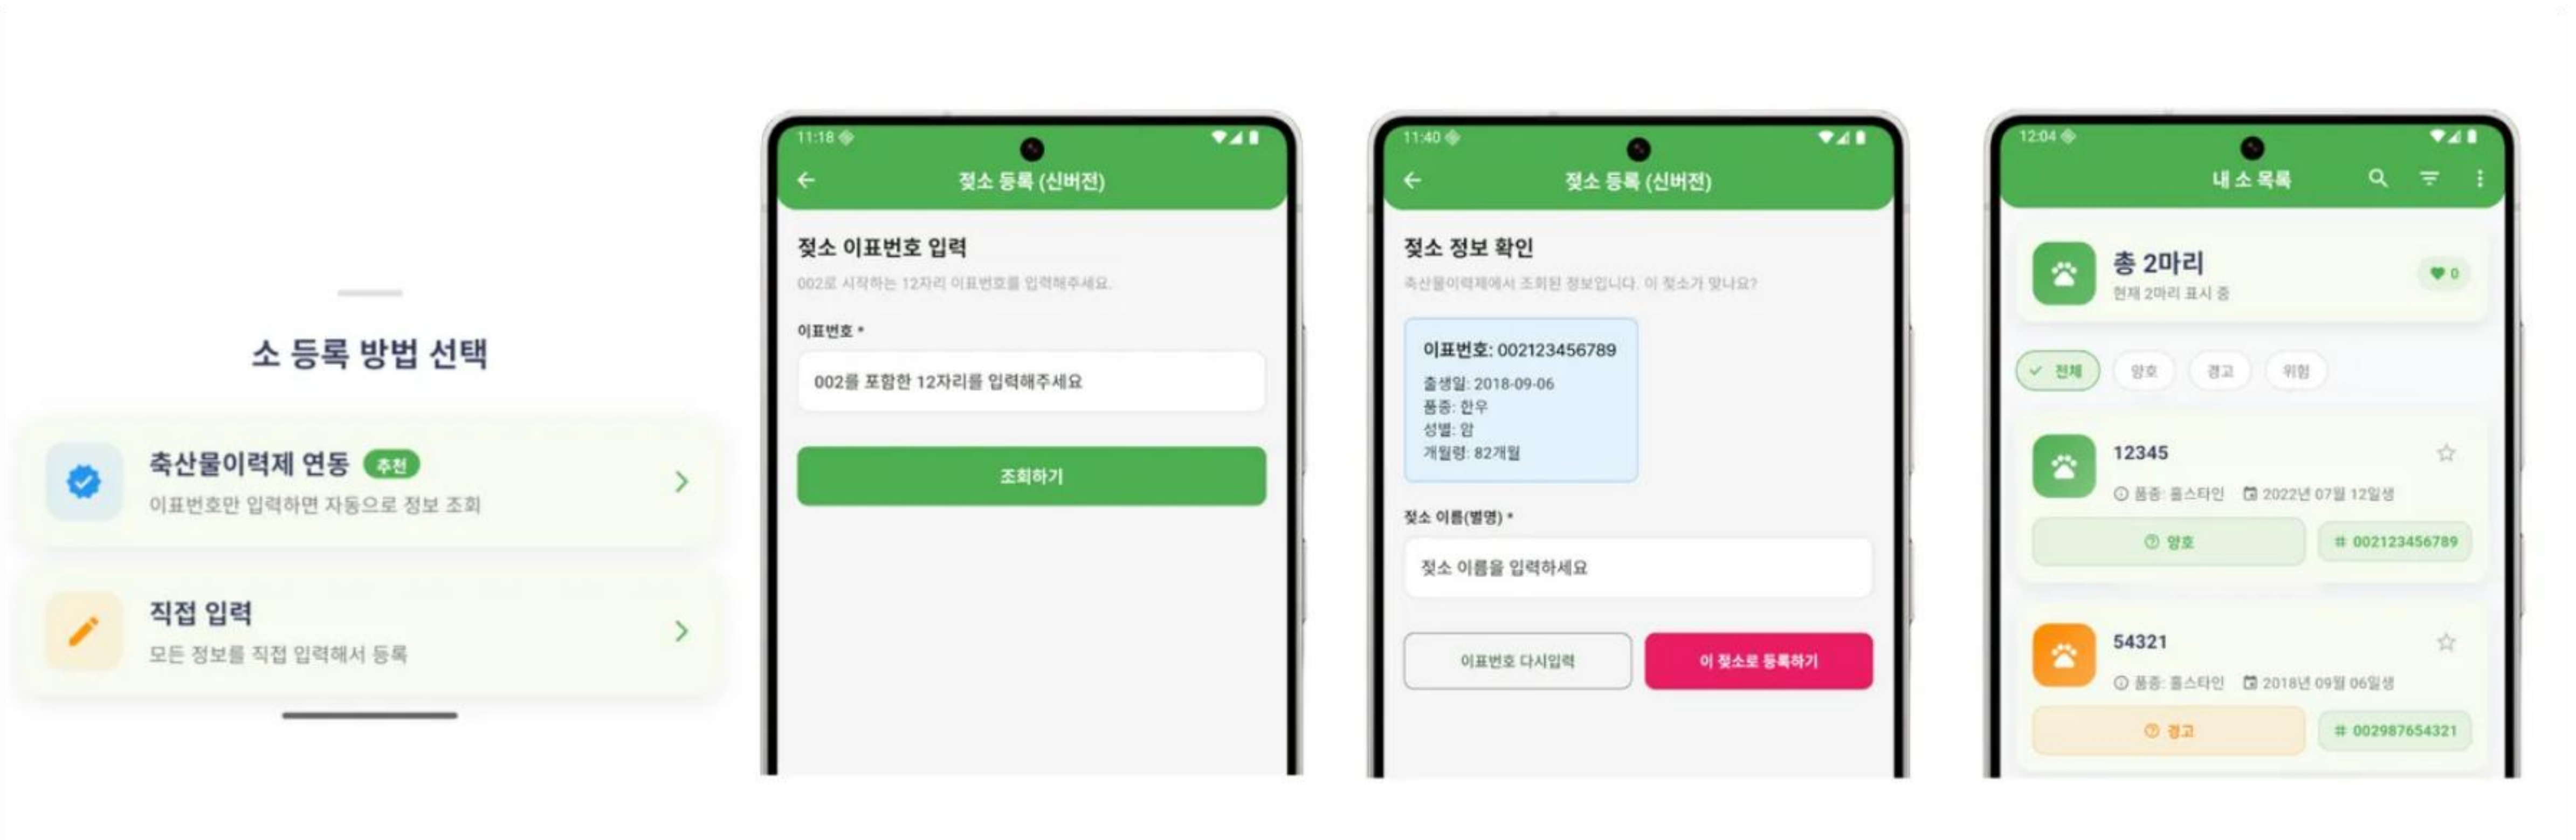 소 등록 방법 선택
축산물이력제 연동 추천
이표번호만 입력하면 자동으로 정보 조회
직접 입력
모든 정보를 직접 입력해서 등록
11:18
젖소 등록 (신버전)
젖소 이표번호 입력
002로 시작하는 12자리 이표번호를 입력해주세요.
이표번호 *
002를 포함한 12자리를 입력해주세요
조회하기
11:40
젖소 등록 (신버전)
젖소 정보 확인
축산물이력제에서 조회된 정보입니다. 이 젖소가 맞나요?
이표번호: 002123456789
출생일: 2018-09-06
품종: 한우
성별: 암
개월령: 82개월
젖소 이름(별명) *
젖소 이름을 입력하세요
이표번호 다시입력
이 젖소로 등록하기
12:04
내 소 목록
총 2마리
현재 2마리 표시 중
0
전체 양호 경고 위험
12345
품종: 홀스타인 2022년 07월 12일생
양호 # 002123456789
54321
품종: 홀스타인 2018년 09월 06일생
경고 # 002987654321